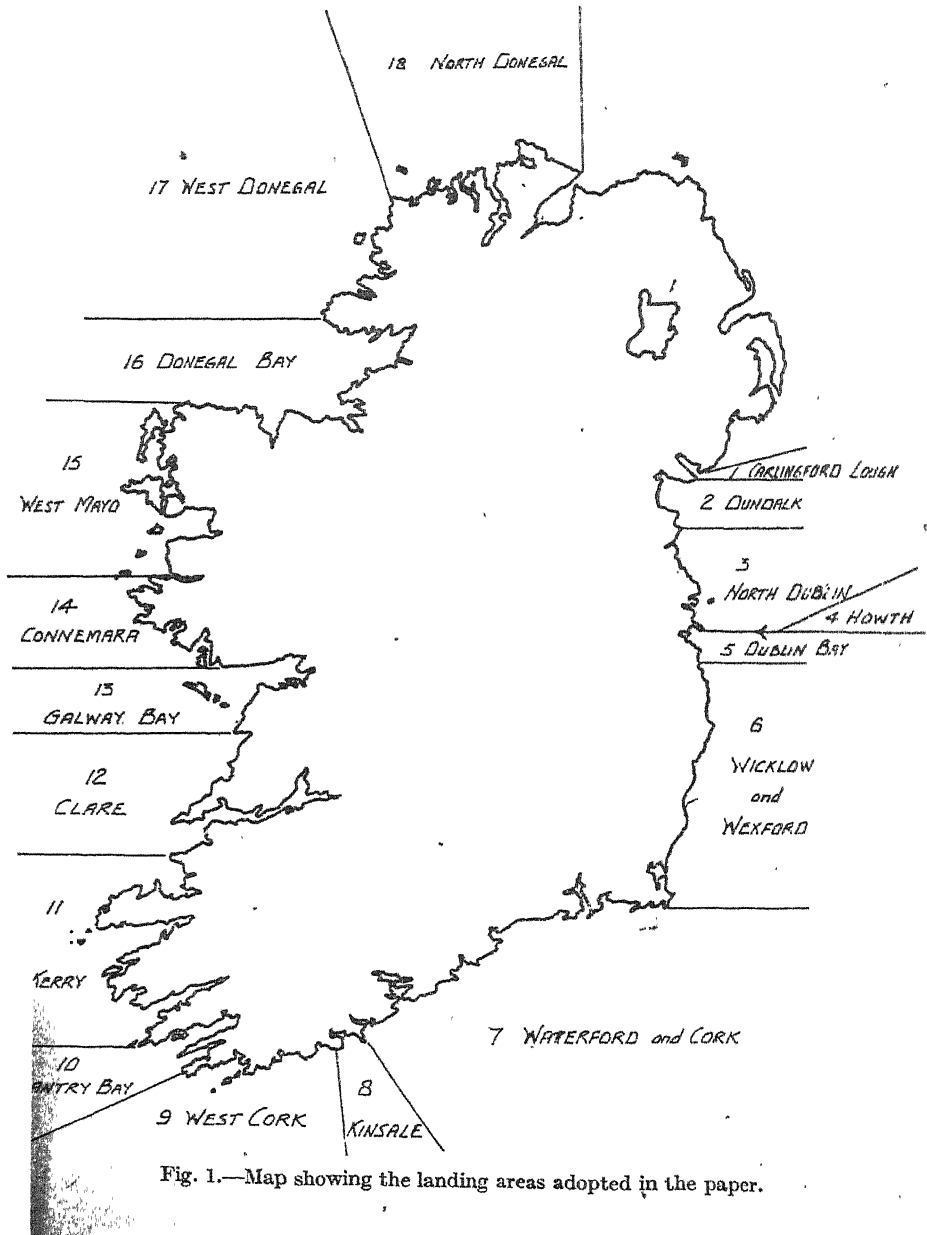 18 NORTH DONEGAL
17 WEST DONEGAL
16 DONEGAL BAY
15
WEST MAYO
1 CARLINGFORD LOUGH
2 DUNDALK
3
NORTH DUBLIN
14
CONNEMARA
4 HOWTH
5 DUBLIN BAY
13
GALWAY BAY
6
WICKLOW
and
WEXFORD
12
CLARE
11
KERRY
10
ANTRY BAY
7 WATERFORD and CORK
8
KINSALE
9 WEST CORK
Fig. 1.—Map showing the landing areas adopted in the paper.